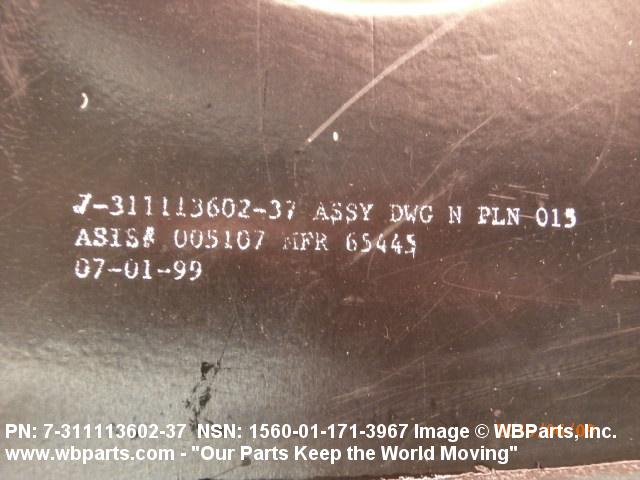 7-311113602-37 ASSY DWG N PLN 015
ASIS# 005107 MFR 65445
07-01-99
PN: 7-311113602-37 NSN: 1560-01-171-3967 Image © WBParts, Inc.
www.wbparts.com - "Our Parts Keep the World Moving"